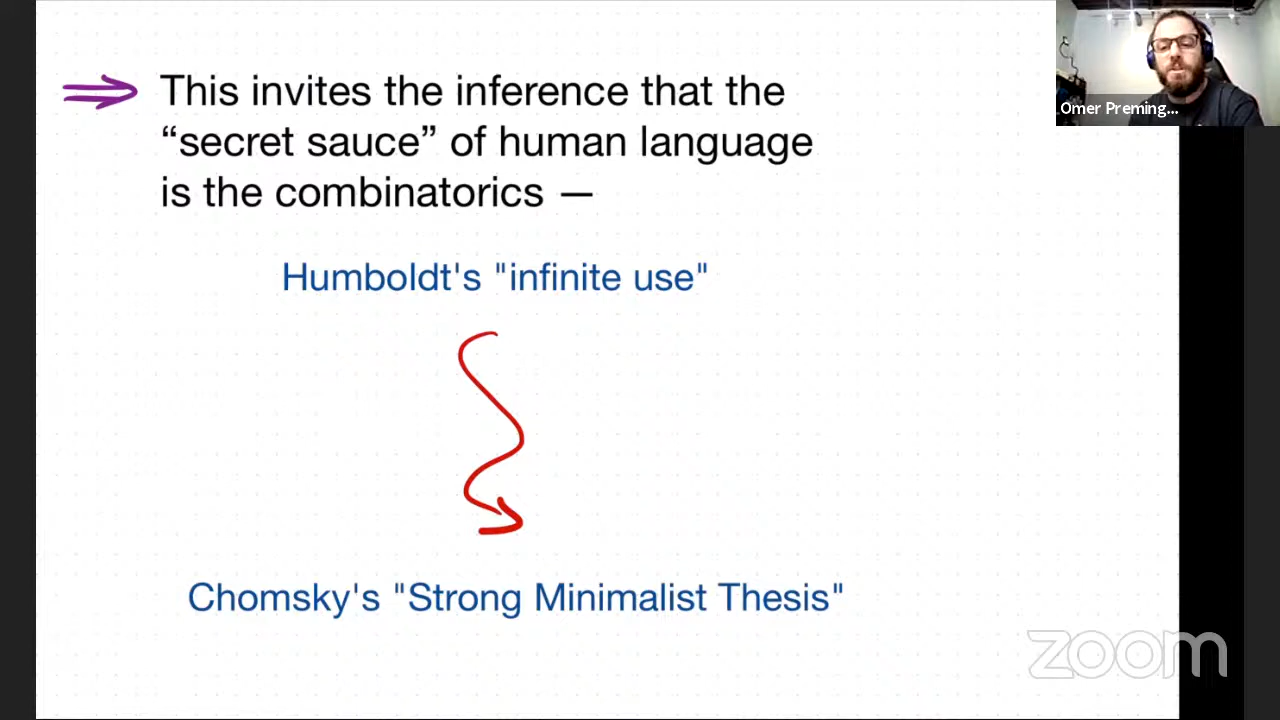 This invites the inference that the
“secret sauce” of human language
is the combinatorics —
Humboldt's "infinite use"
Chomsky's "Strong Minimalist Thesis"
Omer Preming...
zoom